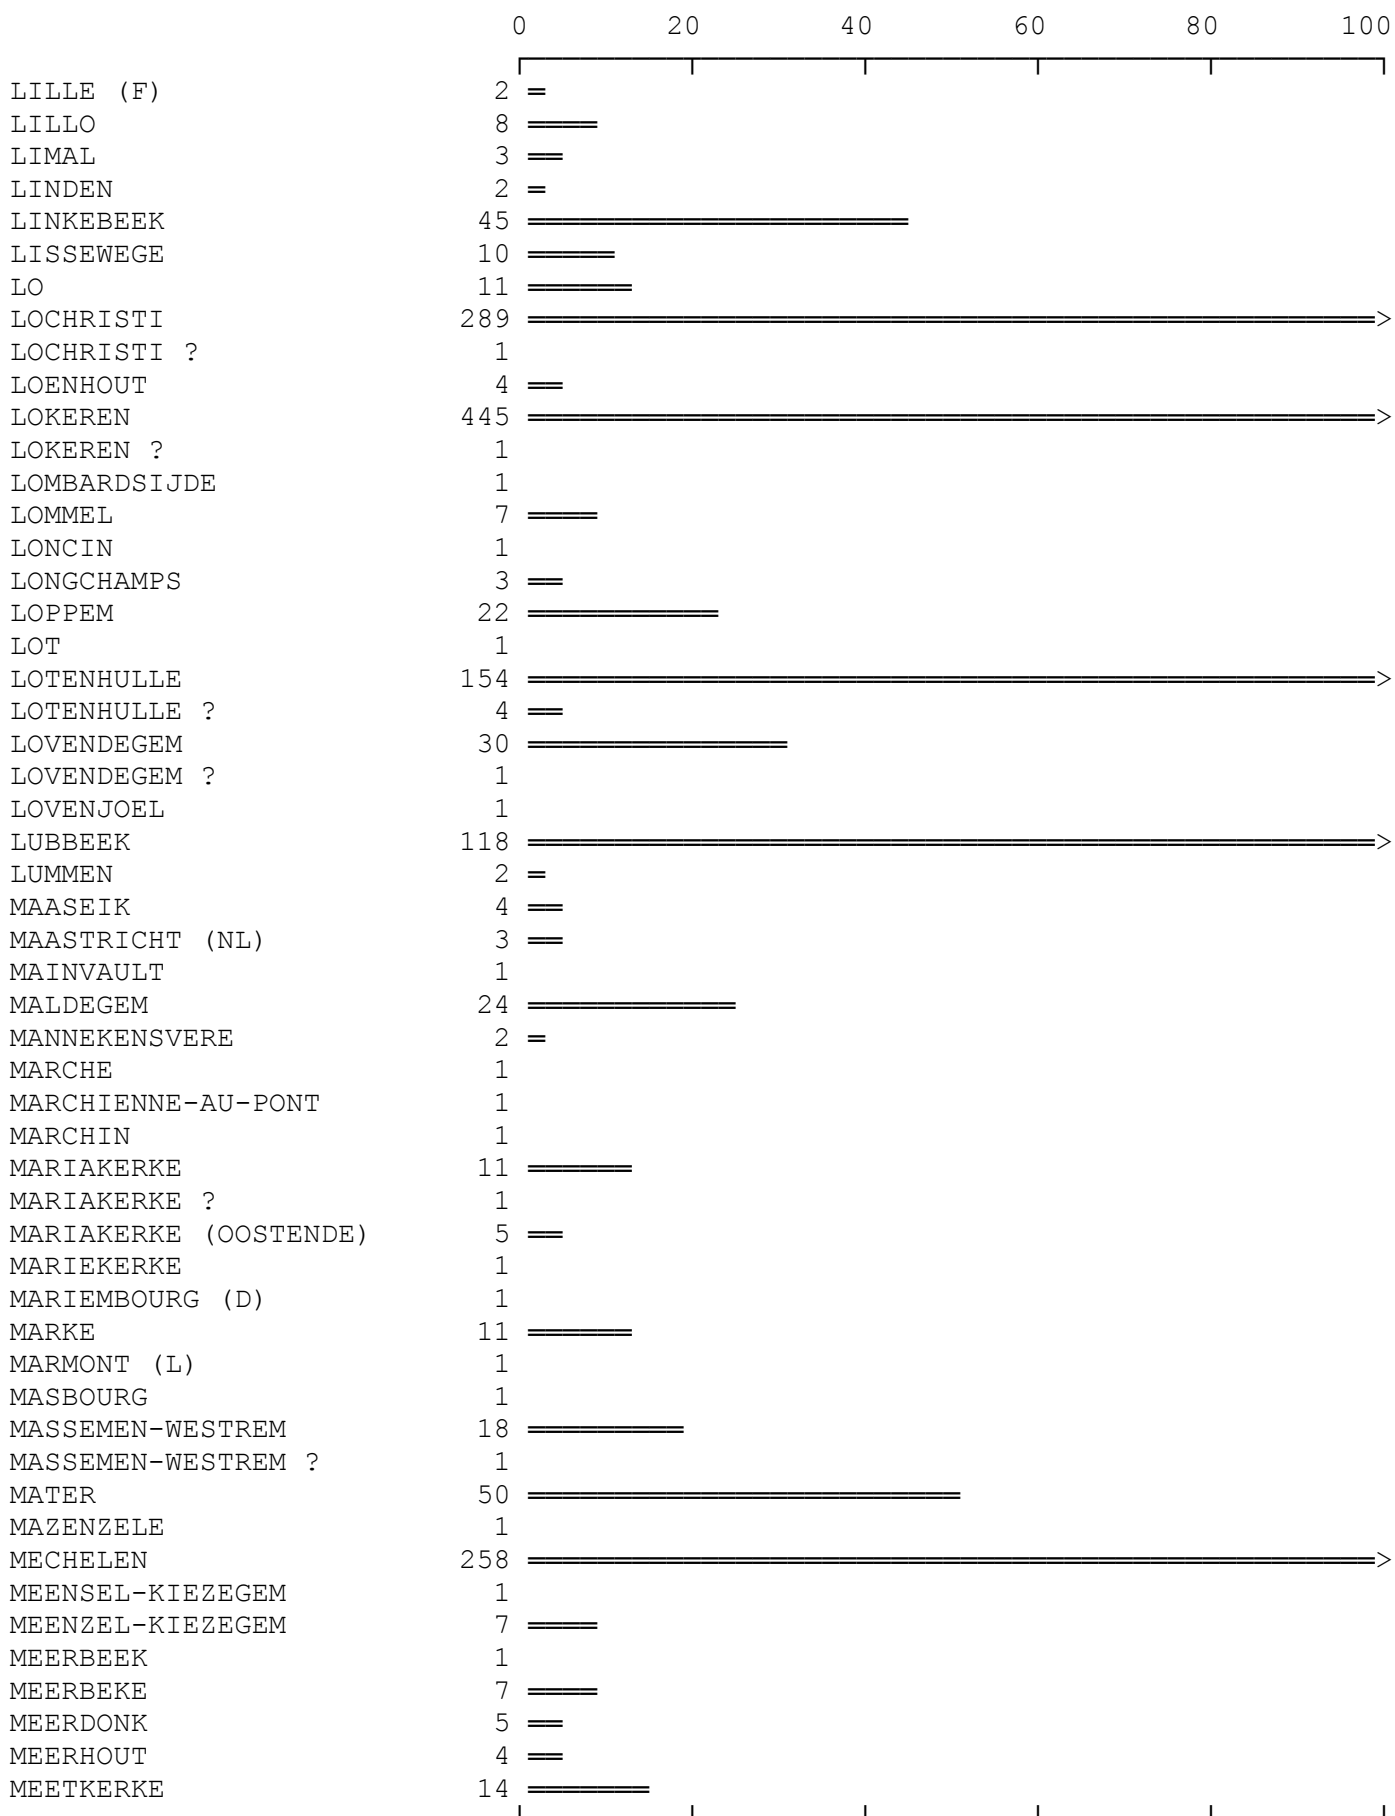 0 20 40 60 80 100
LILLE (F) 2
LILLO 8
LIMAL 3
LINDEN 2
LINKEBEEK 45
LISSEWEGE 10
LO 11
LOCHRISTI 289 >
LOCHRISTI ? 1
LOENHOUT 4
LOKEREN 445 >
LOKEREN ? 1
LOMBARDSIJDE 1
LOMMEL 7
LONCIN 1
LONGCHAMPS 3
LOPPEM 22
LOT 1
LOTENHULLE 154 >
LOTENHULLE ? 4
LOVENDEGEM 30
LOVENDEGEM ? 1
LOVENJOEL 1
LUBBEEK 118 >
LUMMEN 2
MAASEIK 4
MAASTRICHT (NL) 3
MAINVAULT 1
MALDEGEM 24
MANNEKENSVERE 2
MARCHE 1
MARCHIENNE-AU-PONT 1
MARCHIN 1
MARIAKERKE 11
MARIAKERKE ? 1
MARIAKERKE (OOSTENDE) 5
MARIEKERKE 1
MARIEMBOURG (D) 1
MARKE 11
MARMONT (L) 1
MASBOURG 1
MASSEMEN-WESTREM 18
MASSEMEN-WESTREM ? 1
MATER 50
MAZENZELE 1
MECHELEN 258 >
MEENSEL-KIEZEGEM 1
MEENZEL-KIEZEGEM 7
MEERBEEK 1
MEERBEKE 7
MEERDONK 5
MEERHOUT 4
MEETKERKE 14